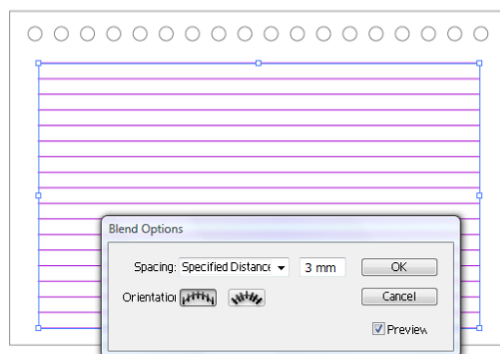 Blend Options
Spacing: Specified Distance 3 mm OK
Orientation Cancel
Preview